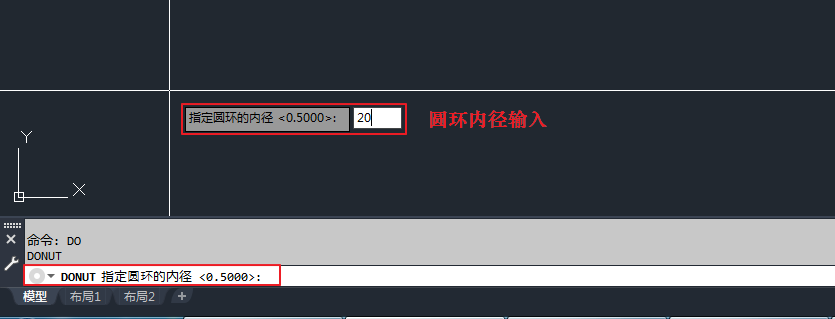 指定圆环的内径 <0.5000>: 20
圆环内径输入
Y
X
命令: DO
DONUT
DONUT 指定圆环的内径 <0.5000>:
模型 布局1 布局2 +